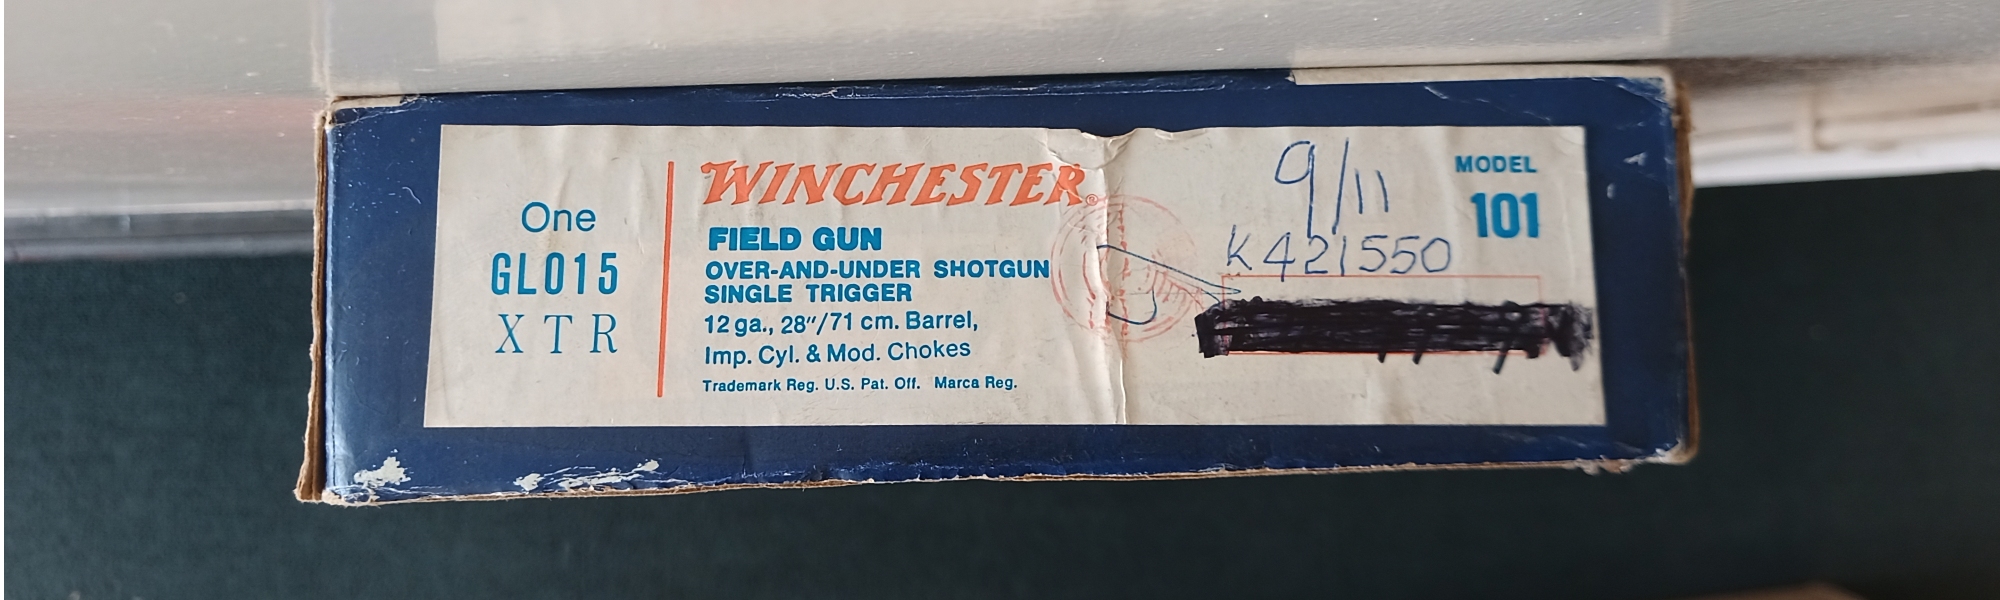 One
GL015
XTR
WINCHESTER®
FIELD GUN
OVER-AND-UNDER SHOTGUN
SINGLE TRIGGER
12 ga., 28"/71 cm. Barrel,
Imp. Cyl. & Mod. Chokes
Trademark Reg. U.S. Pat. Off. Marca Reg.
9/11
K421550
MODEL
101